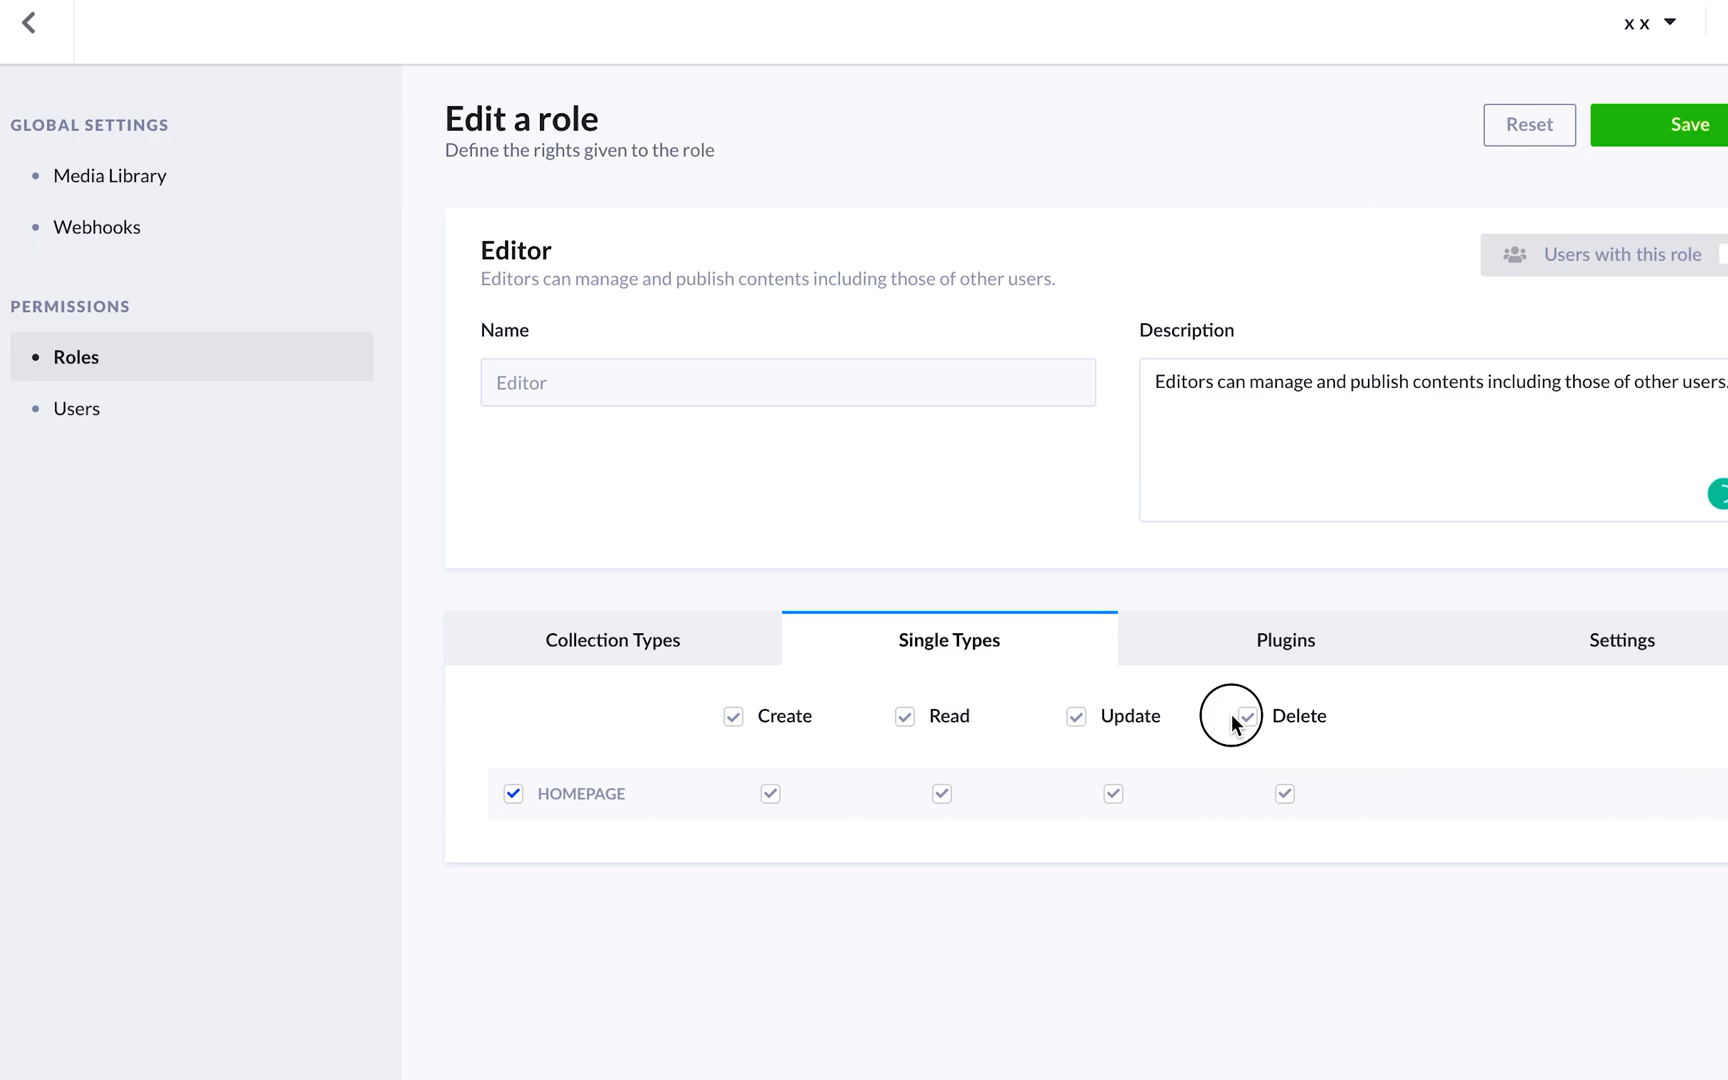 x x
GLOBAL SETTINGS
Media Library
Webhooks
PERMISSIONS
Roles
Users
Edit a role
Define the rights given to the role
Reset
Save
Editor
Editors can manage and publish contents including those of other users.
Users with this role
Name
Description
Editor
Editors can manage and publish contents including those of other users.
Collection Types
Single Types
Plugins
Settings
Create
Read
Update
Delete
HOMEPAGE